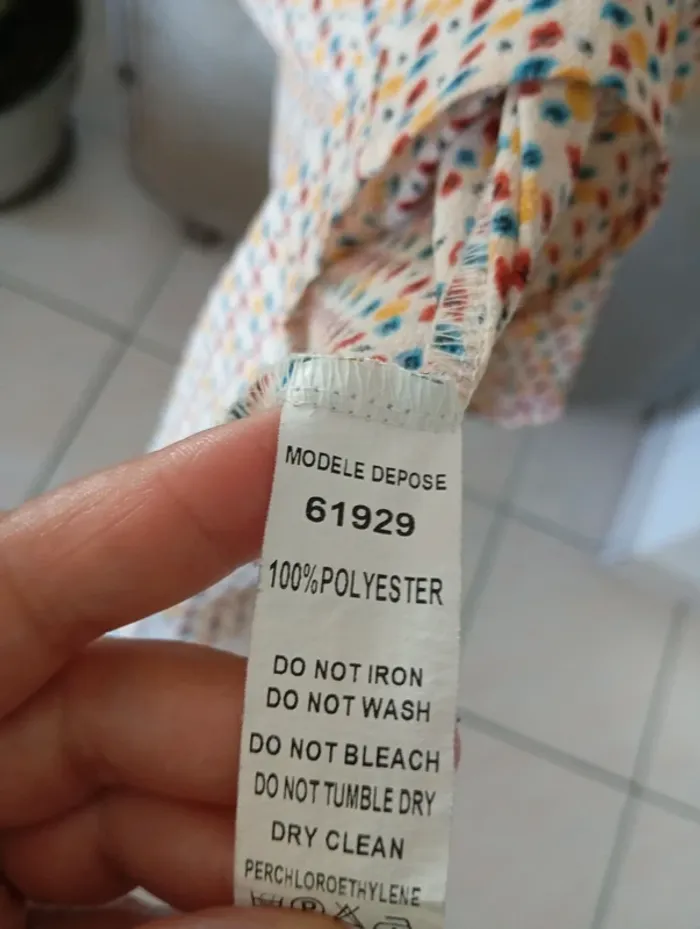 MODELE DEPOSE
61929
100%POLYESTER
DO NOT IRON
DO NOT WASH
DO NOT BLEACH
DO NOT TUMBLE DRY
DRY CLEAN
PERCHLOROETHYLENE
P